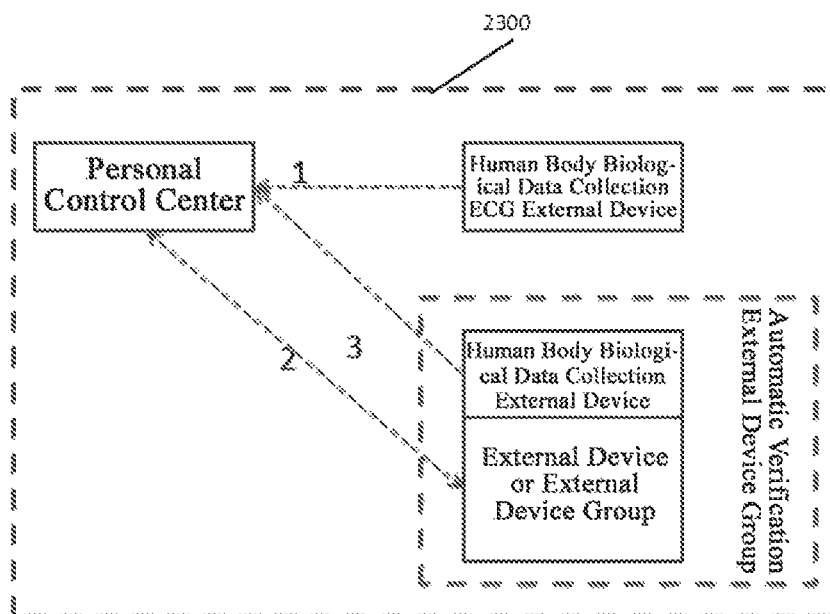 2300
Personal
Control Center
1
Human Body Biolog-
ical Data Collection
ECG External Device
2
3
Human Body Biologi-
cal Data Collection
External Device
External Device
or External
Device Group
Automatic Verification
External Device Group